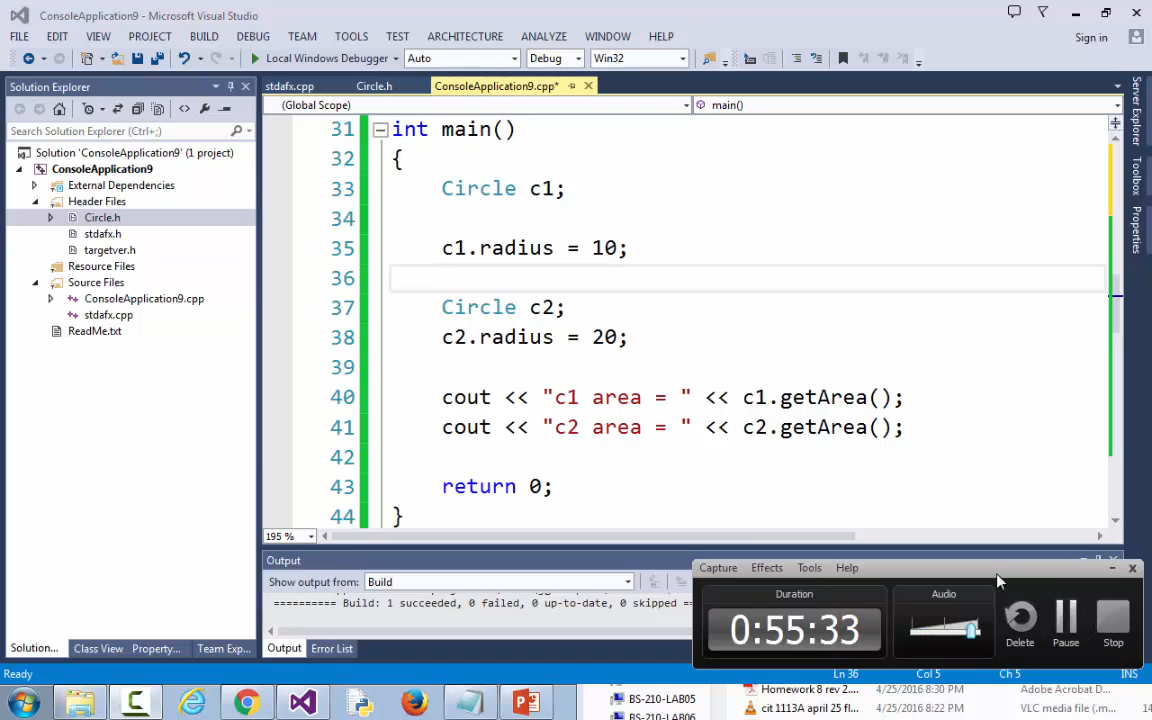 ConsoleApplication9 - Microsoft Visual Studio
FILE EDIT VIEW PROJECT BUILD DEBUG TEAM TOOLS TEST ARCHITECTURE ANALYZE WINDOW HELP
Sign in
Local Windows Debugger Auto Debug Win32
Solution Explorer
Search Solution Explorer (Ctrl+;)
Solution 'ConsoleApplication9' (1 project)
ConsoleApplication9
External Dependencies
Header Files
Circle.h
stdafx.h
targetver.h
Resource Files
Source Files
ConsoleApplication9.cpp
stdafx.cpp
ReadMe.txt
Solution... Class View Property... Team Exp...
stdafx.cpp Circle.h ConsoleApplication9.cpp*
(Global Scope) main()
31 int main()
32 {
33 Circle c1;
34
35 c1.radius = 10;
36
37 Circle c2;
38 c2.radius = 20;
39
40 cout << "c1 area = " << c1.getArea();
41 cout << "c2 area = " << c2.getArea();
42
43 return 0;
44 }
195 %
Server Explorer
Toolbox
Properties
Output
Show output from: Build
========== Build: 1 succeeded, 0 failed, 0 up-to-date, 0 skipped ==
Output Error List
Capture Effects Tools Help
Duration
0:55:33
Audio
Delete Pause Stop
Ready Ln 36 Col 5 Ch 5 INS
BS-210-LAB05 Homework 8 rev 2.... 4/25/2016 8:30 PM Adobe Acrobat D...
BS-210-LAB06 cit 1113A april 25 fl... 4/25/2016 8:22 PM VLC media file (.m... 14